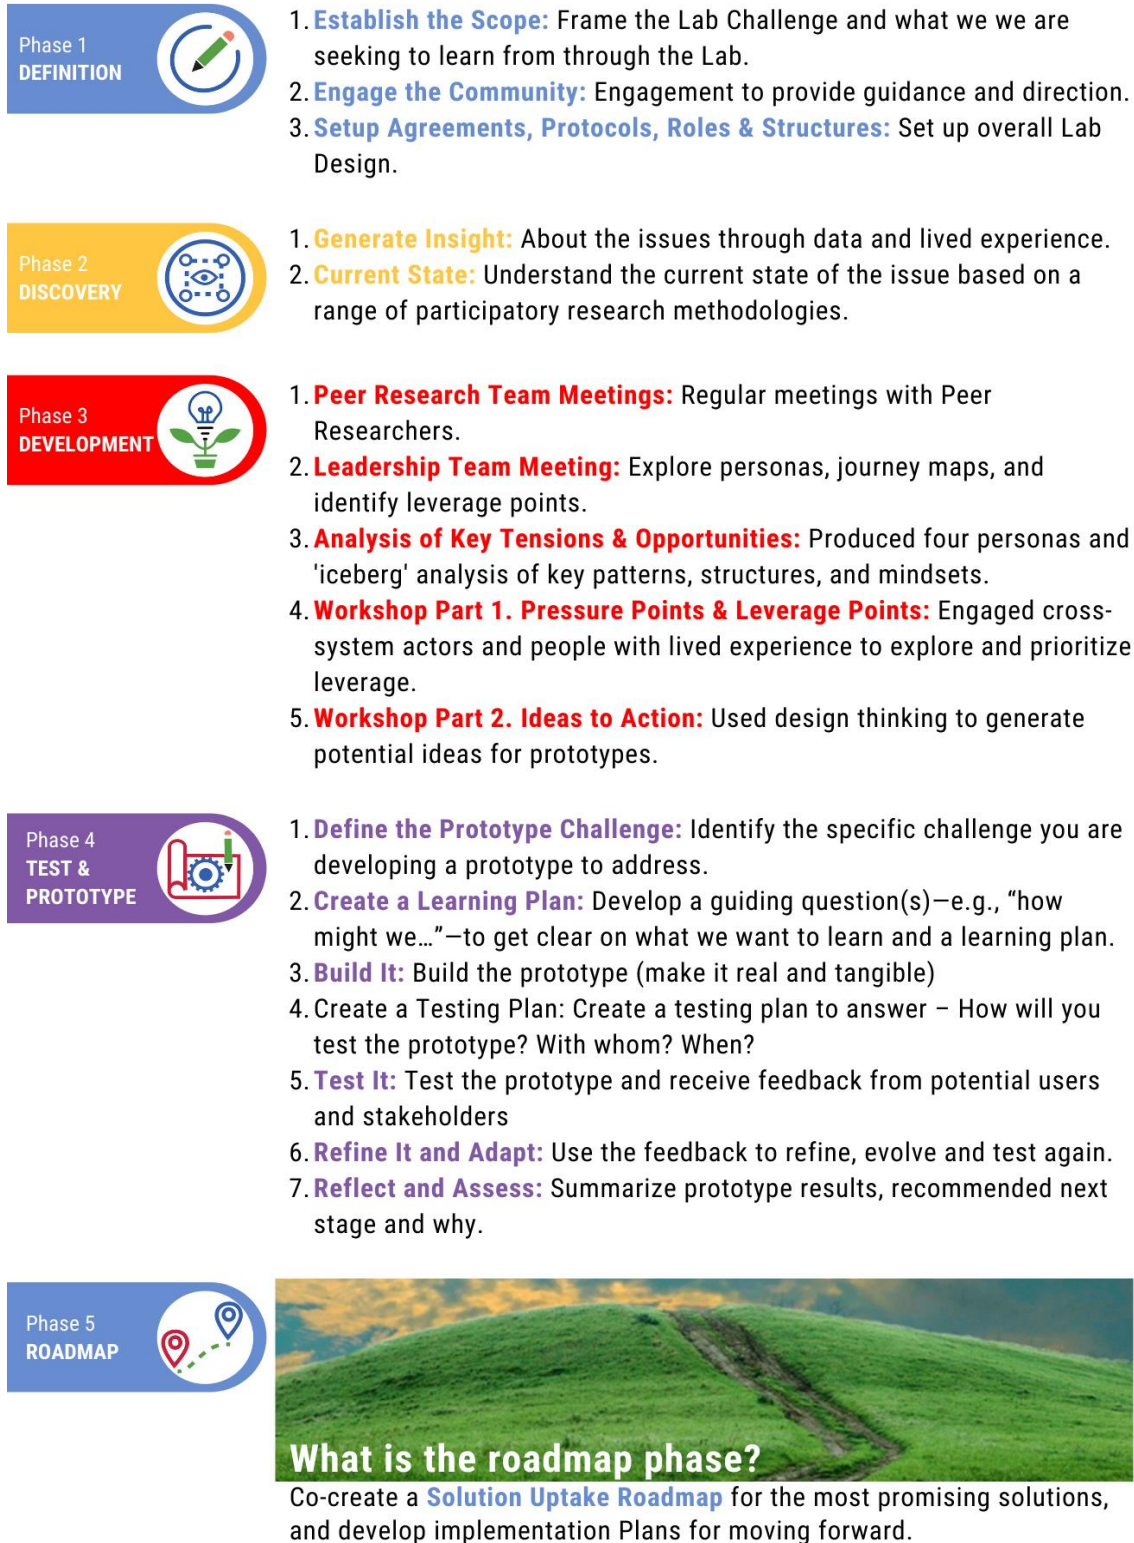 Phase 1
DEFINITION
1. Establish the Scope: Frame the Lab Challenge and what we we are
seeking to learn from through the Lab.
2. Engage the Community: Engagement to provide guidance and direction.
3. Setup Agreements, Protocols, Roles & Structures: Set up overall Lab
Design.
Phase 2
DISCOVERY
1. Generate Insight: About the issues through data and lived experience.
2. Current State: Understand the current state of the issue based on a
range of participatory research methodologies.
Phase 3
DEVELOPMENT
1. Peer Research Team Meetings: Regular meetings with Peer
Researchers.
2. Leadership Team Meeting: Explore personas, journey maps, and
identify leverage points.
3. Analysis of Key Tensions & Opportunities: Produced four personas and
'iceberg' analysis of key patterns, structures, and mindsets.
4. Workshop Part 1. Pressure Points & Leverage Points: Engaged cross-
system actors and people with lived experience to explore and prioritize
leverage.
5. Workshop Part 2. Ideas to Action: Used design thinking to generate
potential ideas for prototypes.
Phase 4
TEST &
PROTOTYPE
1. Define the Prototype Challenge: Identify the specific challenge you are
developing a prototype to address.
2. Create a Learning Plan: Develop a guiding question(s)—e.g., “how
might we…”—to get clear on what we want to learn and a learning plan.
3. Build It: Build the prototype (make it real and tangible)
4. Create a Testing Plan: Create a testing plan to answer – How will you
test the prototype? With whom? When?
5. Test It: Test the prototype and receive feedback from potential users
and stakeholders
6. Refine It and Adapt: Use the feedback to refine, evolve and test again.
7. Reflect and Assess: Summarize prototype results, recommended next
stage and why.
Phase 5
ROADMAP
What is the roadmap phase?
Co-create a Solution Uptake Roadmap for the most promising solutions,
and develop implementation Plans for moving forward.